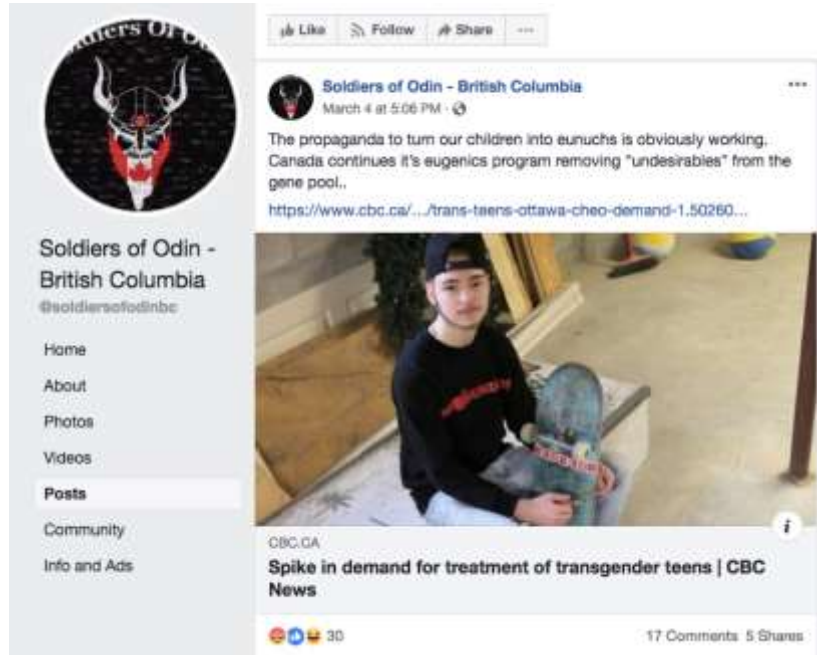 Soldiers Of Od
Like Follow Share ...
Soldiers of Odin - British Columbia
March 4 at 5:06 PM
The propaganda to turn our children into eunuchs is obviously working.
Canada continues it's eugenics program removing "undesirables" from the
gene pool..
https://www.cbc.ca/.../trans-teens-ottawa-cheo-demand-1.50260...
Soldiers of Odin -
British Columbia
@soldiersofodinbc
Home
About
Photos
Videos
Posts
Community
Info and Ads
i
CBC.CA
Spike in demand for treatment of transgender teens | CBC
News
30
17 Comments 5 Shares